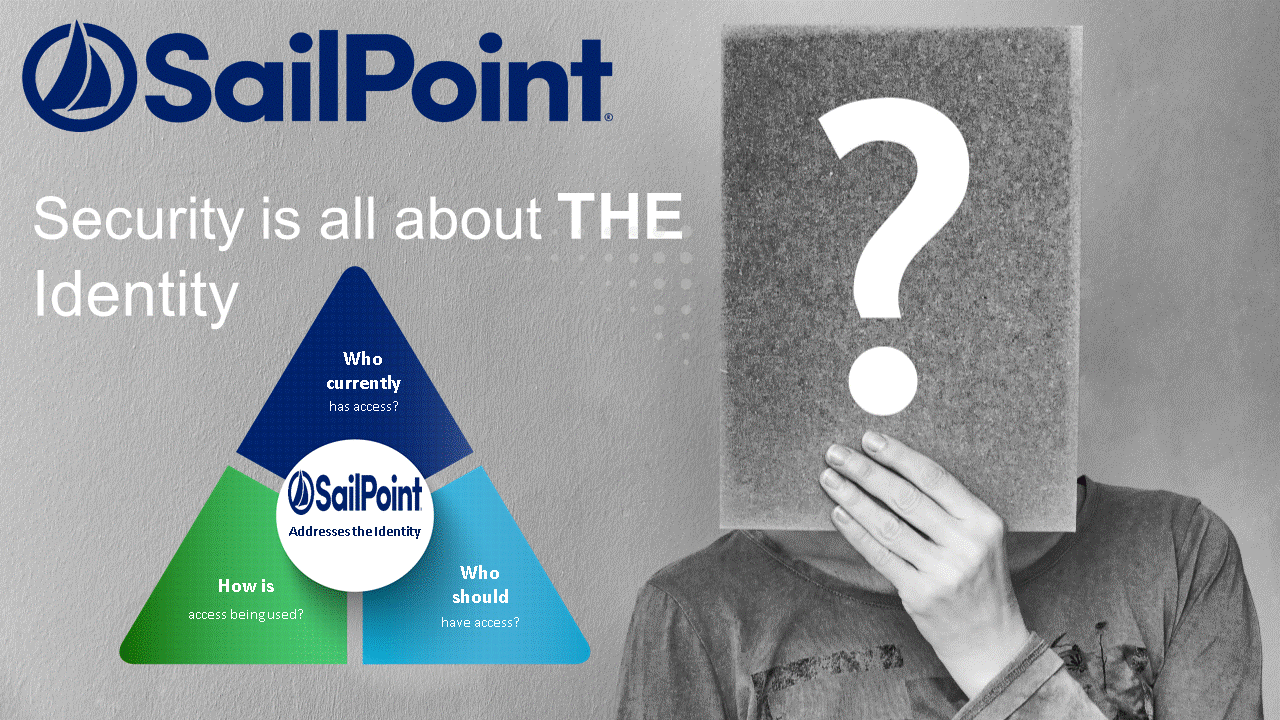 SailPoint®
Security is all about THE
Identity
Who
currently
has access?
SailPoint
Addresses the Identity
How is
access being used?
Who
should
have access?
?